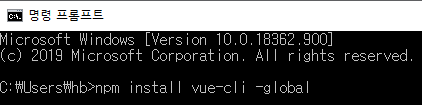 명령 프롬프트
Microsoft Windows [Version 10.0.18362.900]
(c) 2019 Microsoft Corporation. All rights reserved.
C:₩Users₩hb>npm install vue-cli -global